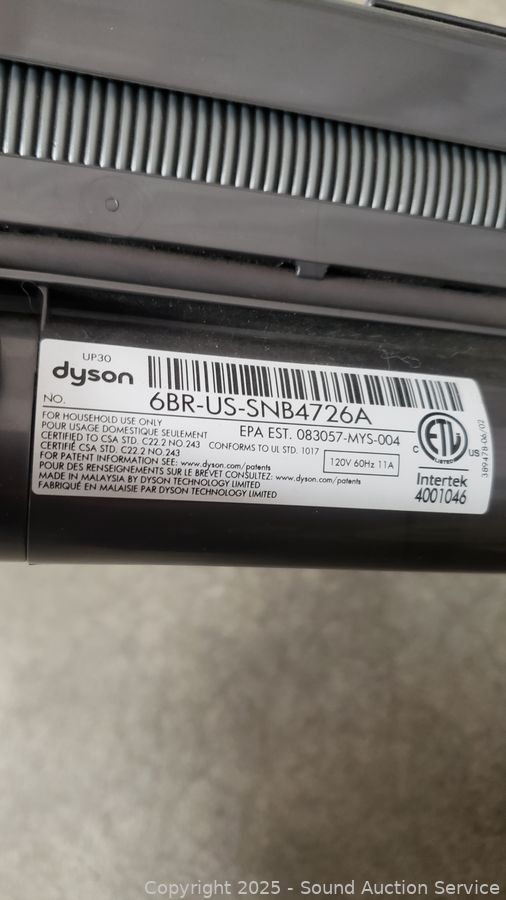 UP30
dyson
NO. 6BR-US-SNB4726A
FOR HOUSEHOLD USE ONLY
POUR USAGE DOMESTIQUE SEULEMENT
EPA EST. 083057-MYS-004
CERTIFIED TO CSA STD. C22.2 NO.243
CONFORMS TO UL STD. 1017
CERTIFIED CSA STD. C22.2 NO.243
120V 60Hz 11A
FOR PATENT INFORMATION SEE: www.dyson.com/patents
POUR DES RENSEIGNEMENTS SUR LE BREVET CONSULTEZ: www.dyson.com/patents
MADE IN MALAYSIA BY DYSON TECHNOLOGY LIMITED
FABRIQUÉ EN MALAISIE PAR DYSON TECHNOLOGY LIMITED
C ETL US
LISTED
Intertek
4001046
389478-06/02
Copyright 2025 - Sound Auction Service